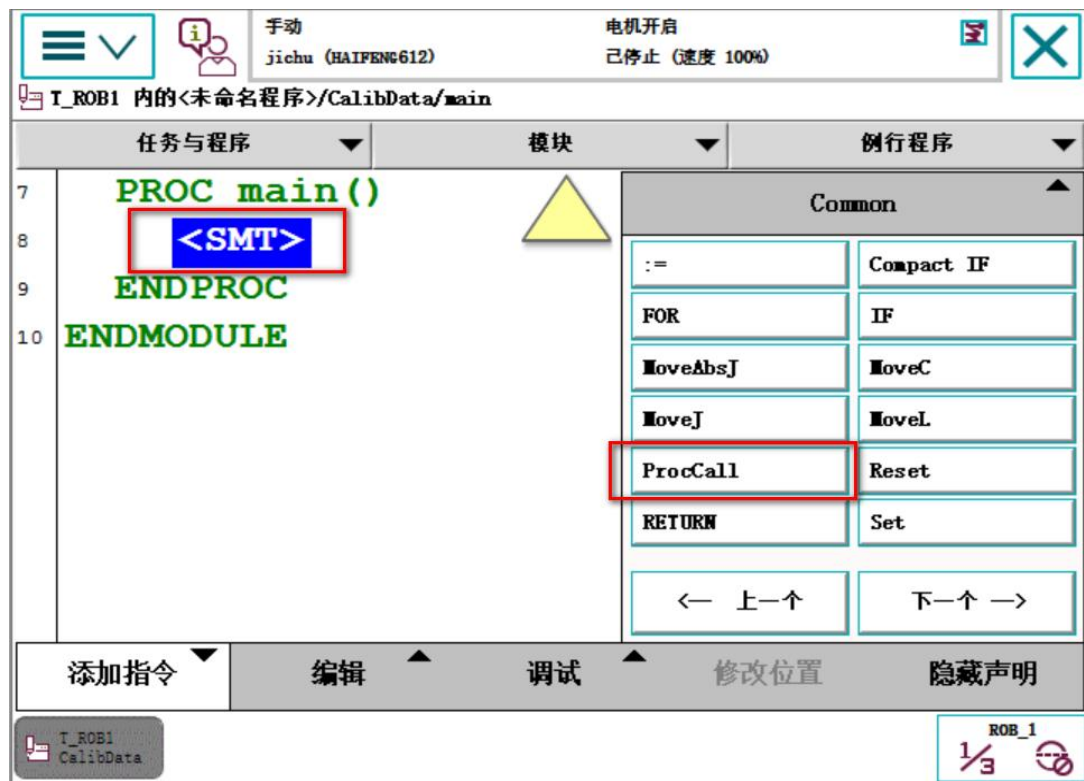 手动 电机开启
jichu (HAIFENG612) 已停止 (速度 100%)
T_ROB1 内的<未命名程序>/CalibData/main
任务与程序 模块 例行程序
7 PROC main()
8 <SMT>
9 ENDPROC
10 ENDMODULE
Common
:= Compact IF
FOR IF
MoveAbsJ MoveC
MoveJ MoveL
ProcCall Reset
RETURN Set
<— 上一个 下一个 —>
添加指令 编辑 调试 修改位置 隐藏声明
T_ROB1
CalibData
ROB_1
1/3